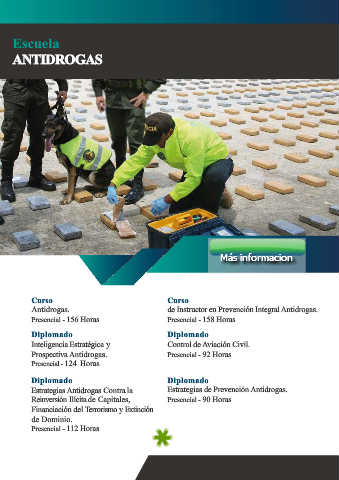 Escuela
ANTIDROGAS
Más informacion
Curso
Antidrogas.
Presencial - 156 Horas
Diplomado
Inteligencia Estratégica y
Prospectiva Antidrogas.
Presencial - 124 Horas
Diplomado
Estrategias Antidrogas Contra la
Reinversión Ilícita de Capitales,
Financiación del Terrorismo y Extinción
de Dominio.
Presencial - 112 Horas
Curso
de Instructor en Prevención Integral Antidrogas.
Presencial - 158 Horas
Diplomado
Control de Aviación Civil.
Presencial - 92 Horas
Diplomado
Estrategias de Prevención Antidrogas.
Presencial - 90 Horas